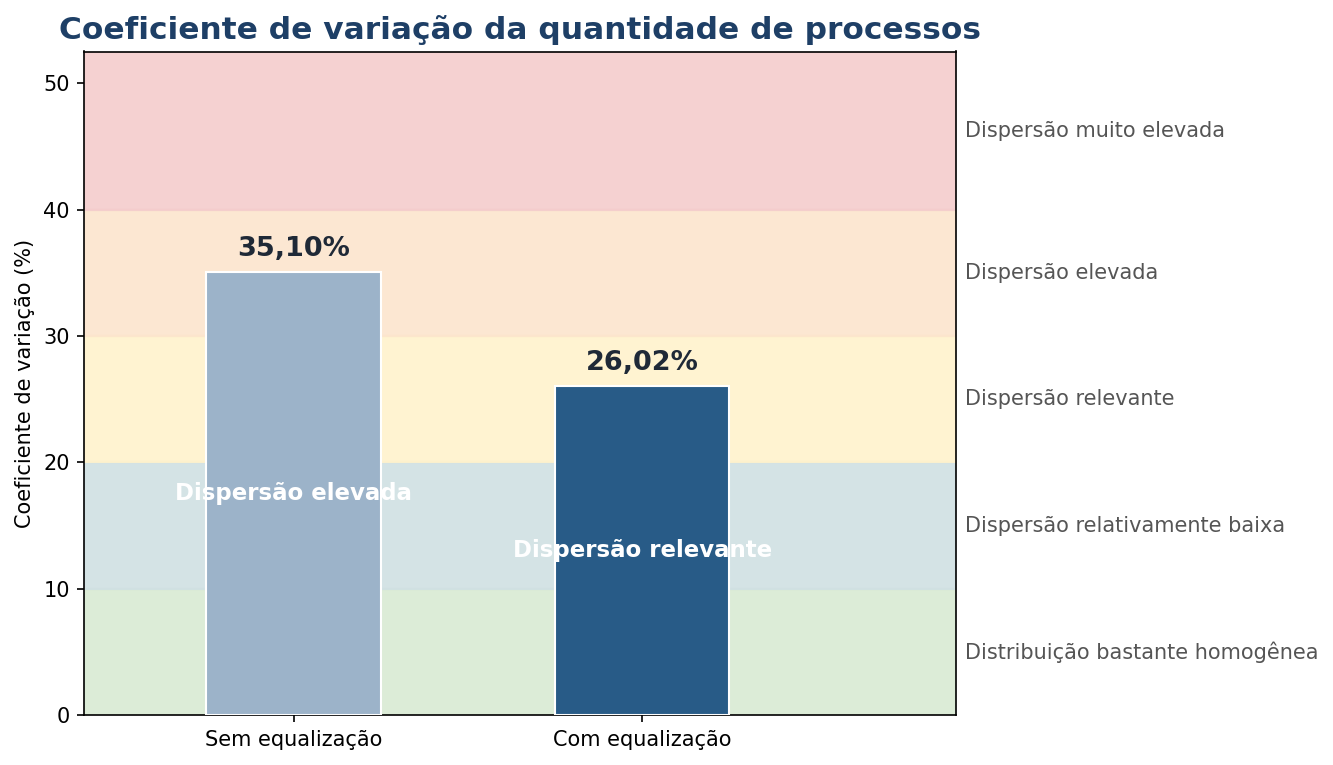 Coeficiente de variação da quantidade de processos
50
40
30
20
10
0
Coeficiente de variação (%)
35,10%
26,02%
Dispersão elevada
Dispersão relevante
Dispersão muito elevada
Dispersão elevada
Dispersão relevante
Dispersão relativamente baixa
Distribuição bastante homogênea
Sem equalização
Com equalização